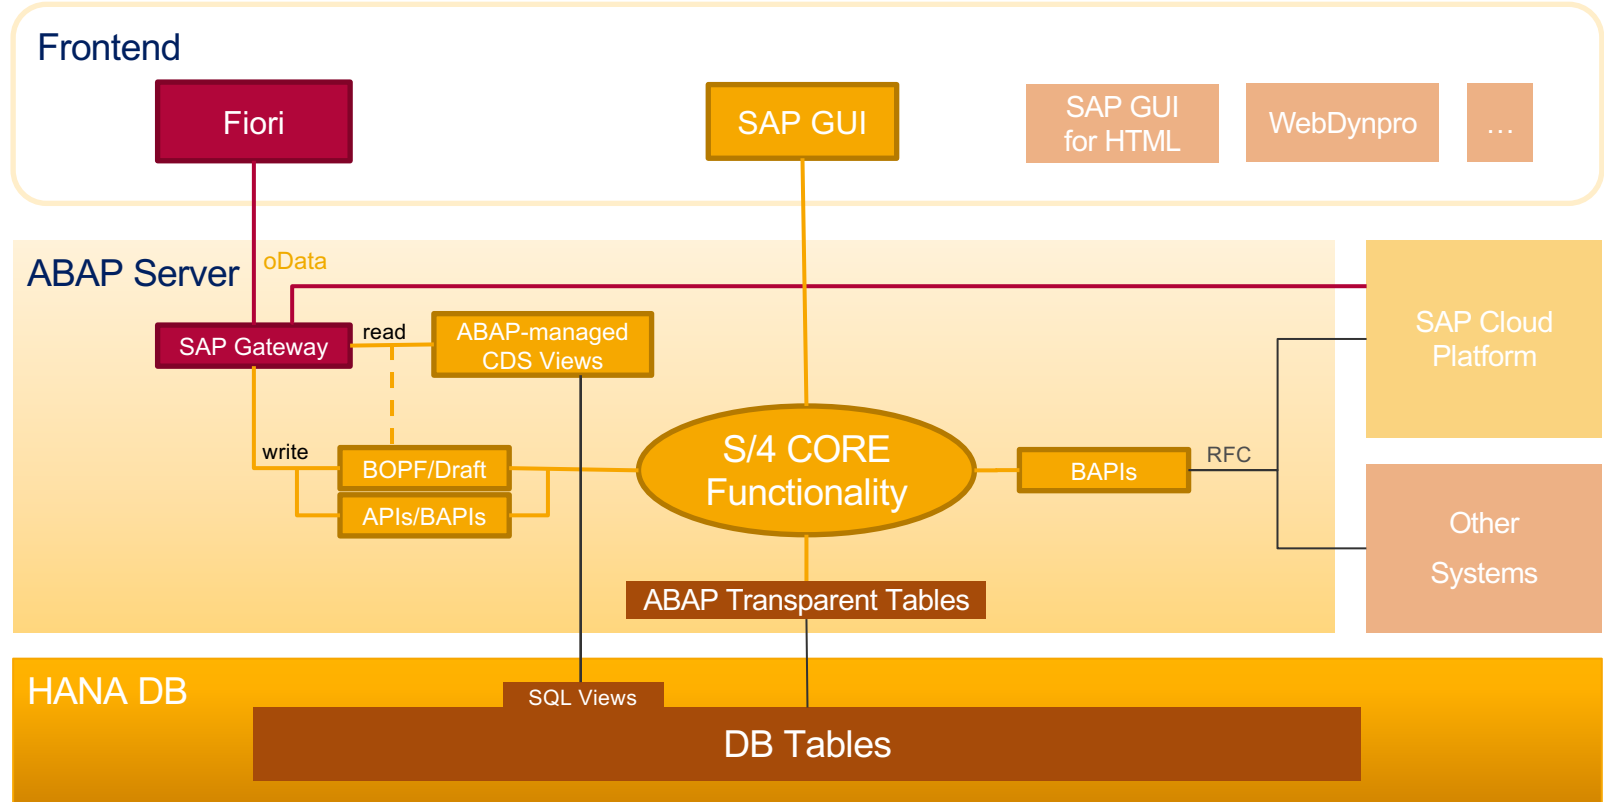 Frontend
Fiori
SAP GUI
SAP GUI
for HTML
WebDynpro
...
ABAP Server
oData
SAP Gateway
read
ABAP-managed
CDS Views
SAP Cloud
Platform
write
BOPF/Draft
APIs/BAPIs
S/4 CORE
Functionality
BAPIs
RFC
Other
Systems
ABAP Transparent Tables
HANA DB
SQL Views
DB Tables